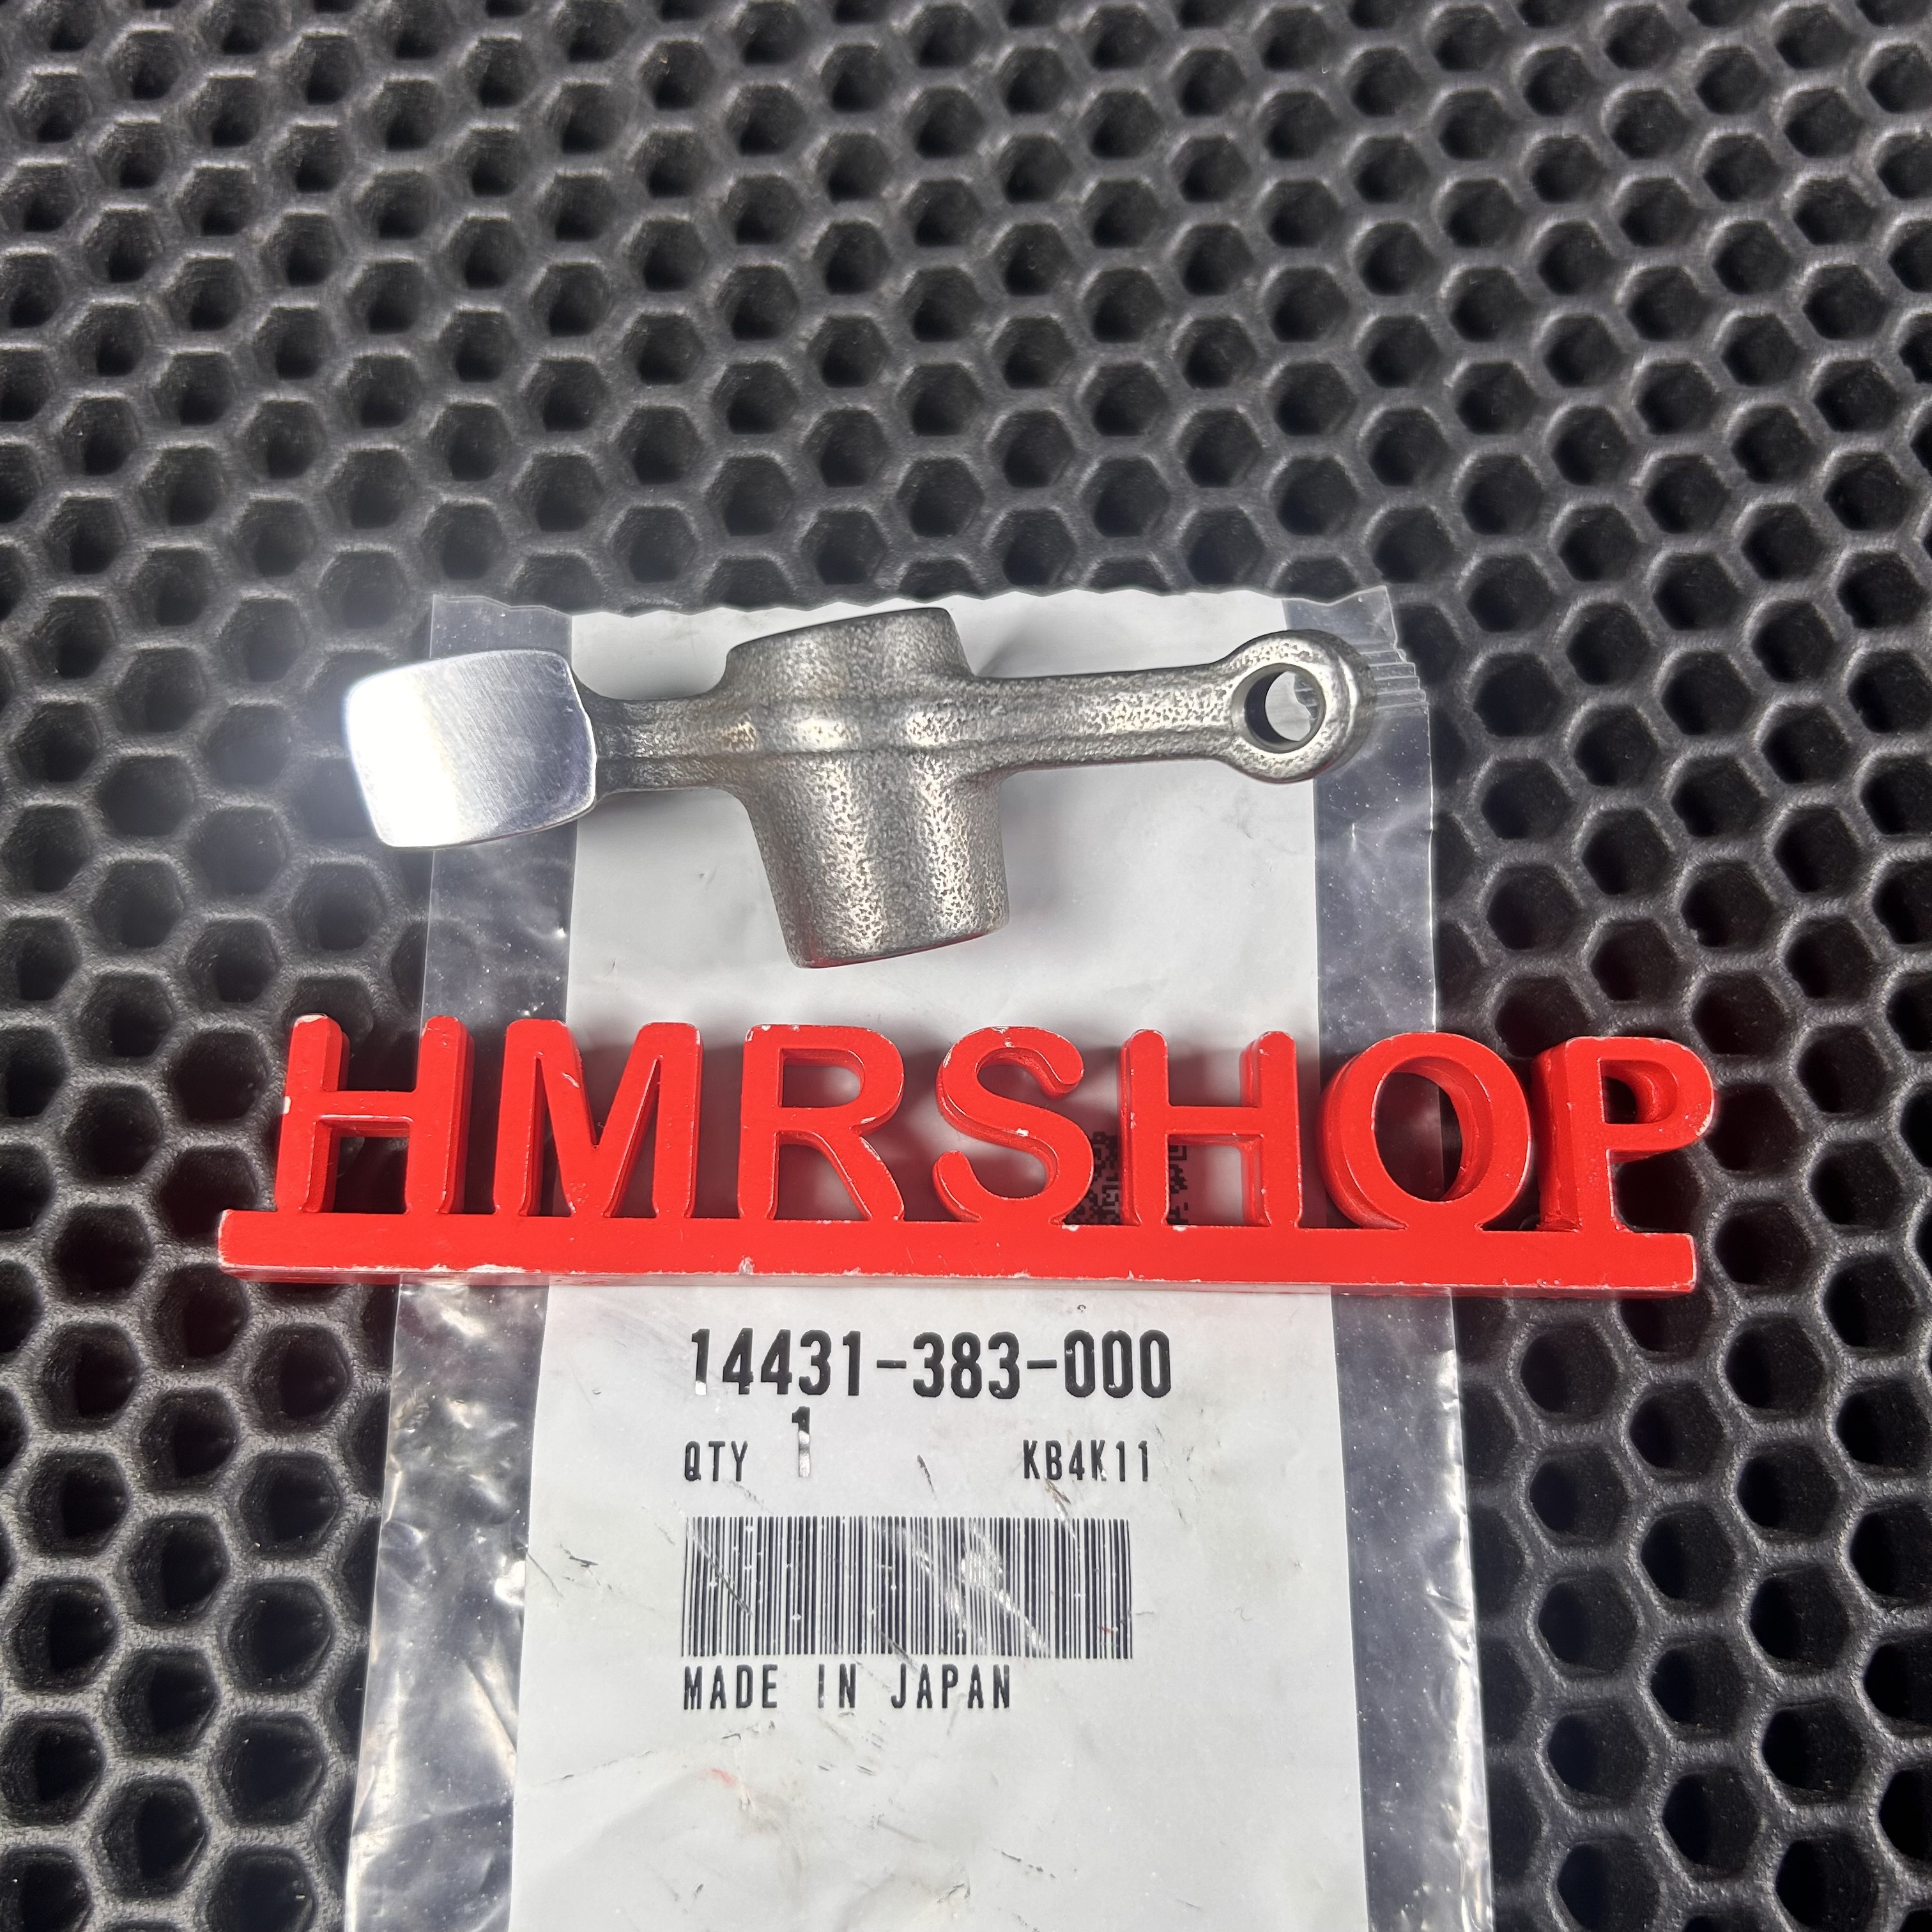 HMRSHOP
14431-383-000
QTY 1 KB4K11
MADE IN JAPAN